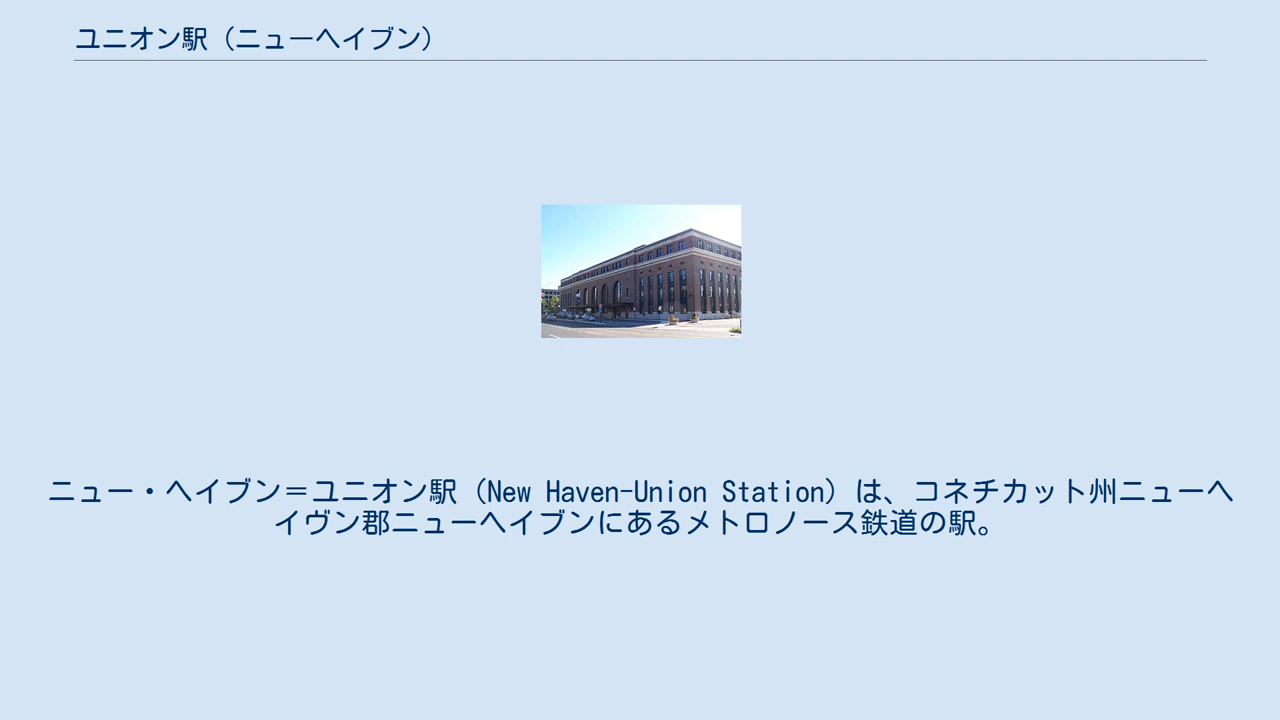 ユニオン駅（ニューヘイブン）
ニュー・ヘイブン＝ユニオン駅（New Haven-Union Station）は、コネチカット州ニューヘ
イヴン郡ニューヘイブンにあるメトロノース鉄道の駅。